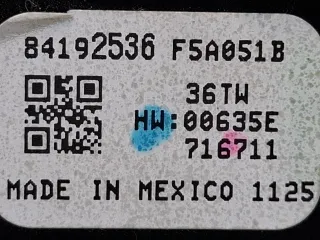 84192536 F5A051B
36TW
HW:00635E
716711
MADE IN MEXICO 1125